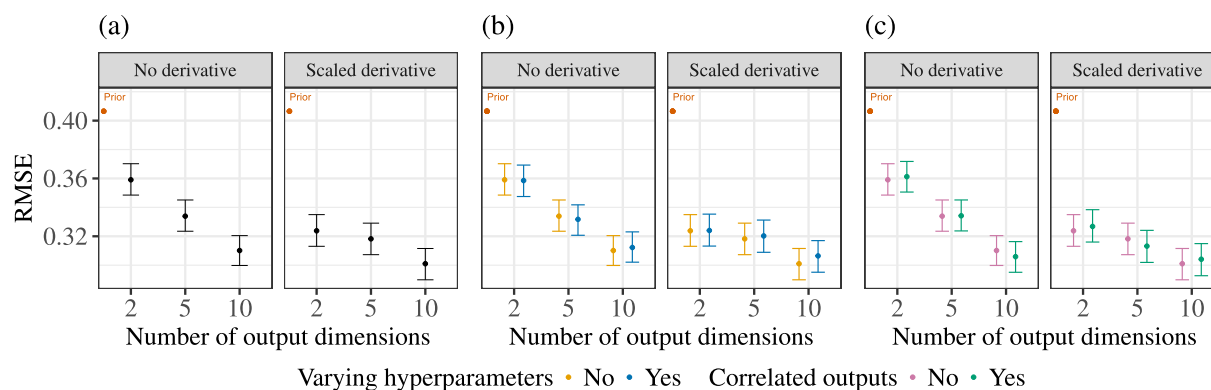 (a) (b) (c)
No derivative Scaled derivative No derivative Scaled derivative No derivative Scaled derivative
Prior Prior Prior Prior Prior Prior
0.40
0.36
0.32
RMSE
2 5 10 2 5 10 2 5 10 2 5 10 2 5 10 2 5 10
Number of output dimensions Number of output dimensions Number of output dimensions
Varying hyperparameters No Yes Correlated outputs No Yes